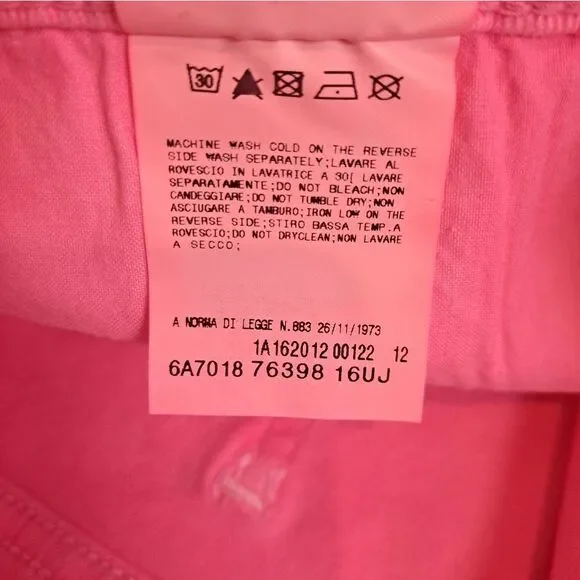 30
MACHINE WASH COLD ON THE REVERSE
SIDE WASH SEPARATELY;LAVARE AL
ROVESCIO IN LAVATRICE A 30[ LAVARE
SEPARATAMENTE;DO NOT BLEACH;NON
CANDEGGIARE;DO NOT TUMBLE DRY;NON
ASCIUGARE A TAMBURO;IRON LOW ON THE
REVERSE SIDE;STIRO BASSA TEMP.A
ROVESCIO;DO NOT DRYCLEAN;NON LAVARE
A SECCO;
A NORMA DI LEGGE N.883 26/11/1973
1A162012 00122 12
6A7018 76398 16UJ